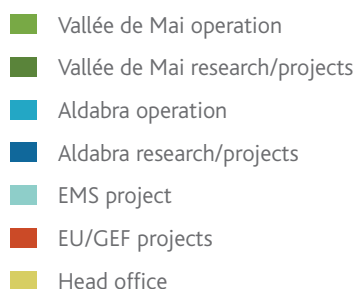 Vallée de Mai operation
Vallée de Mai research/projects
Aldabra operation
Aldabra research/projects
EMS project
EU/GEF projects
Head office